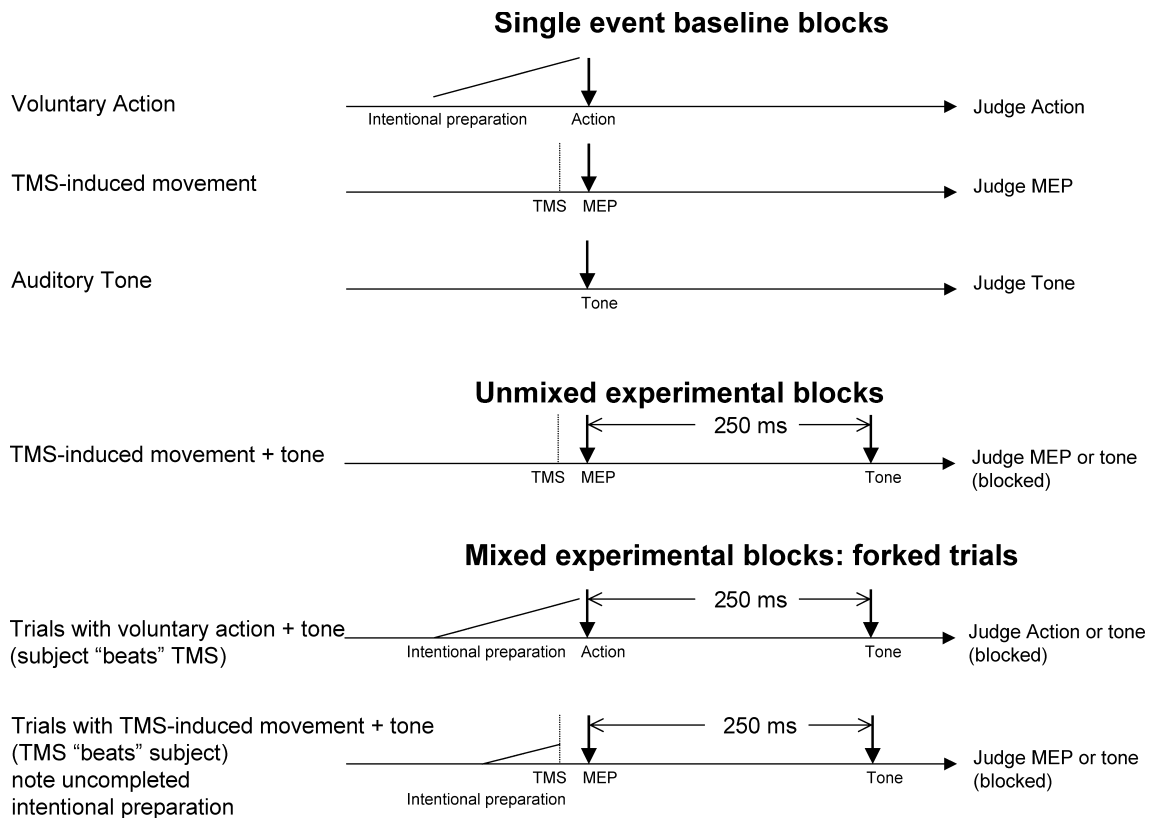 Single event baseline blocks
Voluntary Action
Intentional preparation
Action
Judge Action
TMS-induced movement
TMS
MEP
Judge MEP
Auditory Tone
Tone
Judge Tone
Unmixed experimental blocks
250 ms
TMS-induced movement + tone
TMS
MEP
Tone
Judge MEP or tone
(blocked)
Mixed experimental blocks: forked trials
250 ms
Trials with voluntary action + tone
(subject “beats” TMS)
Intentional preparation
Action
Tone
Judge Action or tone
(blocked)
Trials with TMS-induced movement + tone
(TMS “beats” subject)
note uncompleted
intentional preparation
250 ms
TMS
MEP
Tone
Intentional preparation
Judge MEP or tone
(blocked)